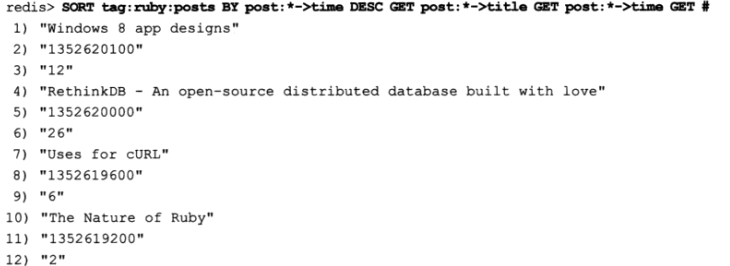 redis> SORT tag:ruby:posts BY post:*->time DESC GET post:*->title GET post:*->time GET #
1) "Windows 8 app designs"
2) "1352620100"
3) "12"
4) "RethinkDB - An open-source distributed database built with love"
5) "1352620000"
6) "26"
7) "Uses for cURL"
8) "1352619600"
9) "6"
10) "The Nature of Ruby"
11) "1352619200"
12) "2"